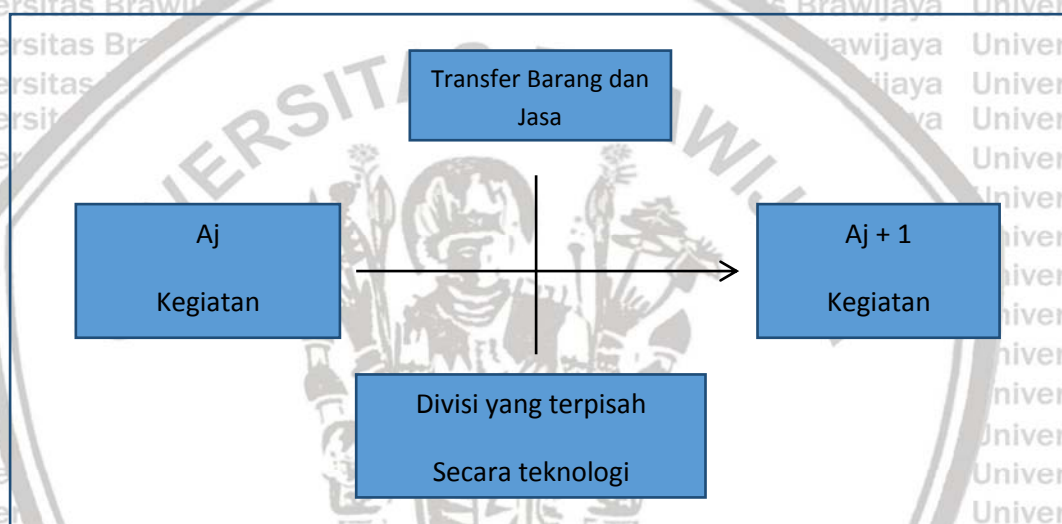 Transfer Barang dan
Jasa
Aj
Kegiatan
Aj + 1
Kegiatan
Divisi yang terpisah
Secara teknologi